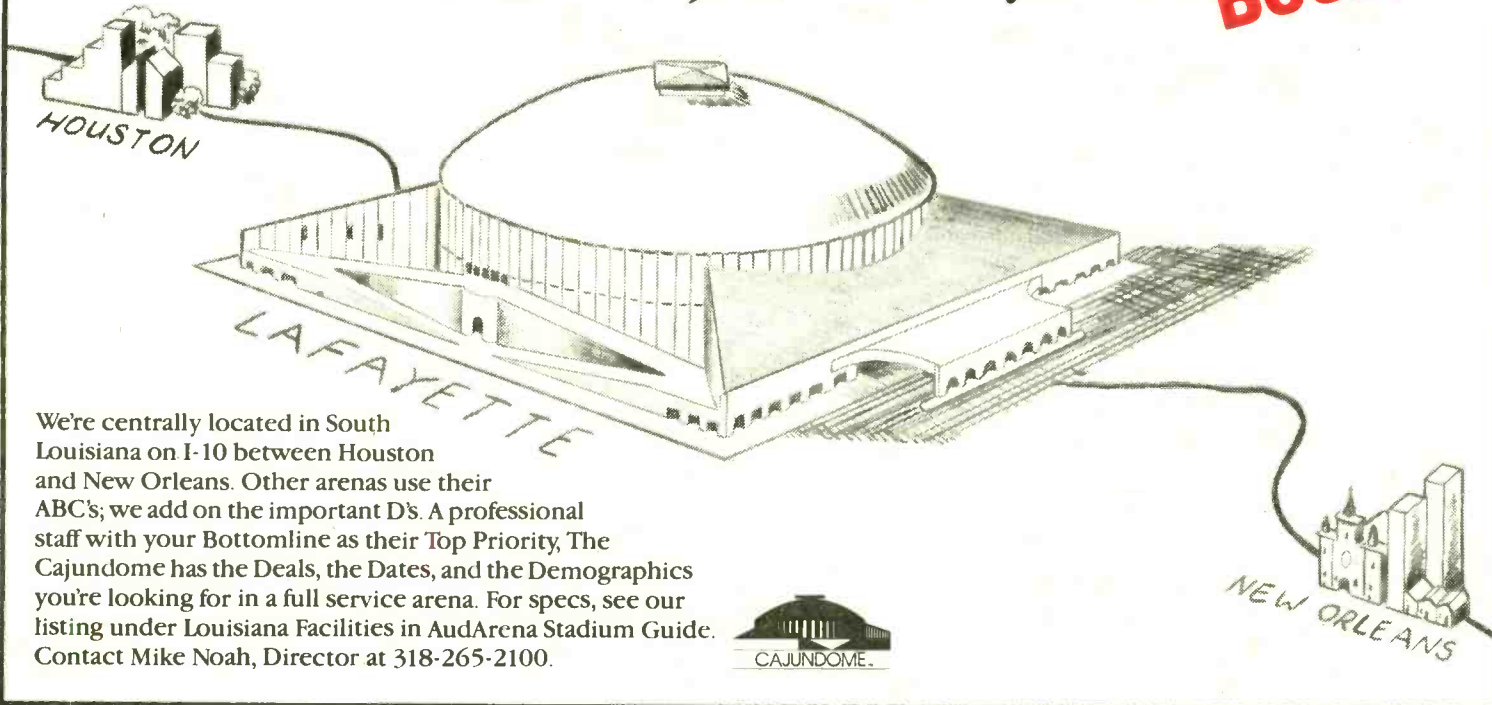 HOUSTON
LAFAYETTE
We're centrally located in South
Louisiana on I-10 between Houston
and New Orleans. Other arenas use their
ABC's; we add on the important D's. A professional
staff with your Bottomline as their Top Priority, The
Cajundome has the Deals, the Dates, and the Demographics
you're looking for in a full service arena. For specs, see our
listing under Louisiana Facilities in AudArena Stadium Guide.
Contact Mike Noah, Director at 318-265-2100.
CAJUNDOME
NEW ORLEANS